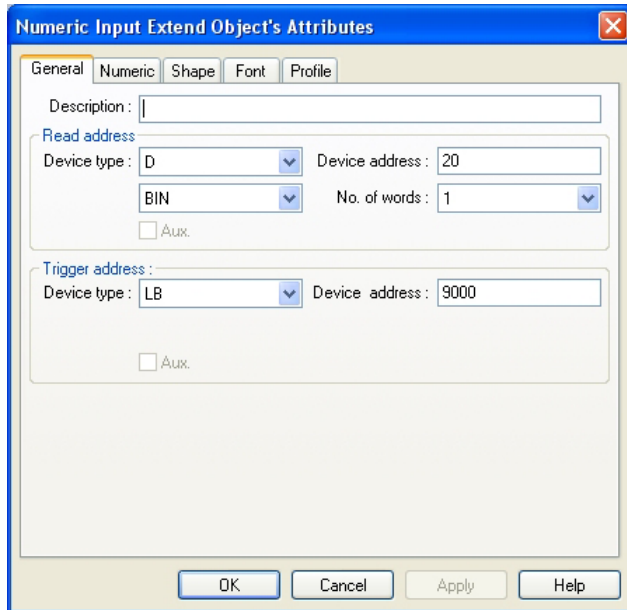 Numeric Input Extend Object's Attributes
General Numeric Shape Font Profile
Description :
Read address
Device type : D Device address : 20
BIN No. of words : 1
Aux.
Trigger address :
Device type : LB Device address : 9000
Aux.
OK Cancel Apply Help